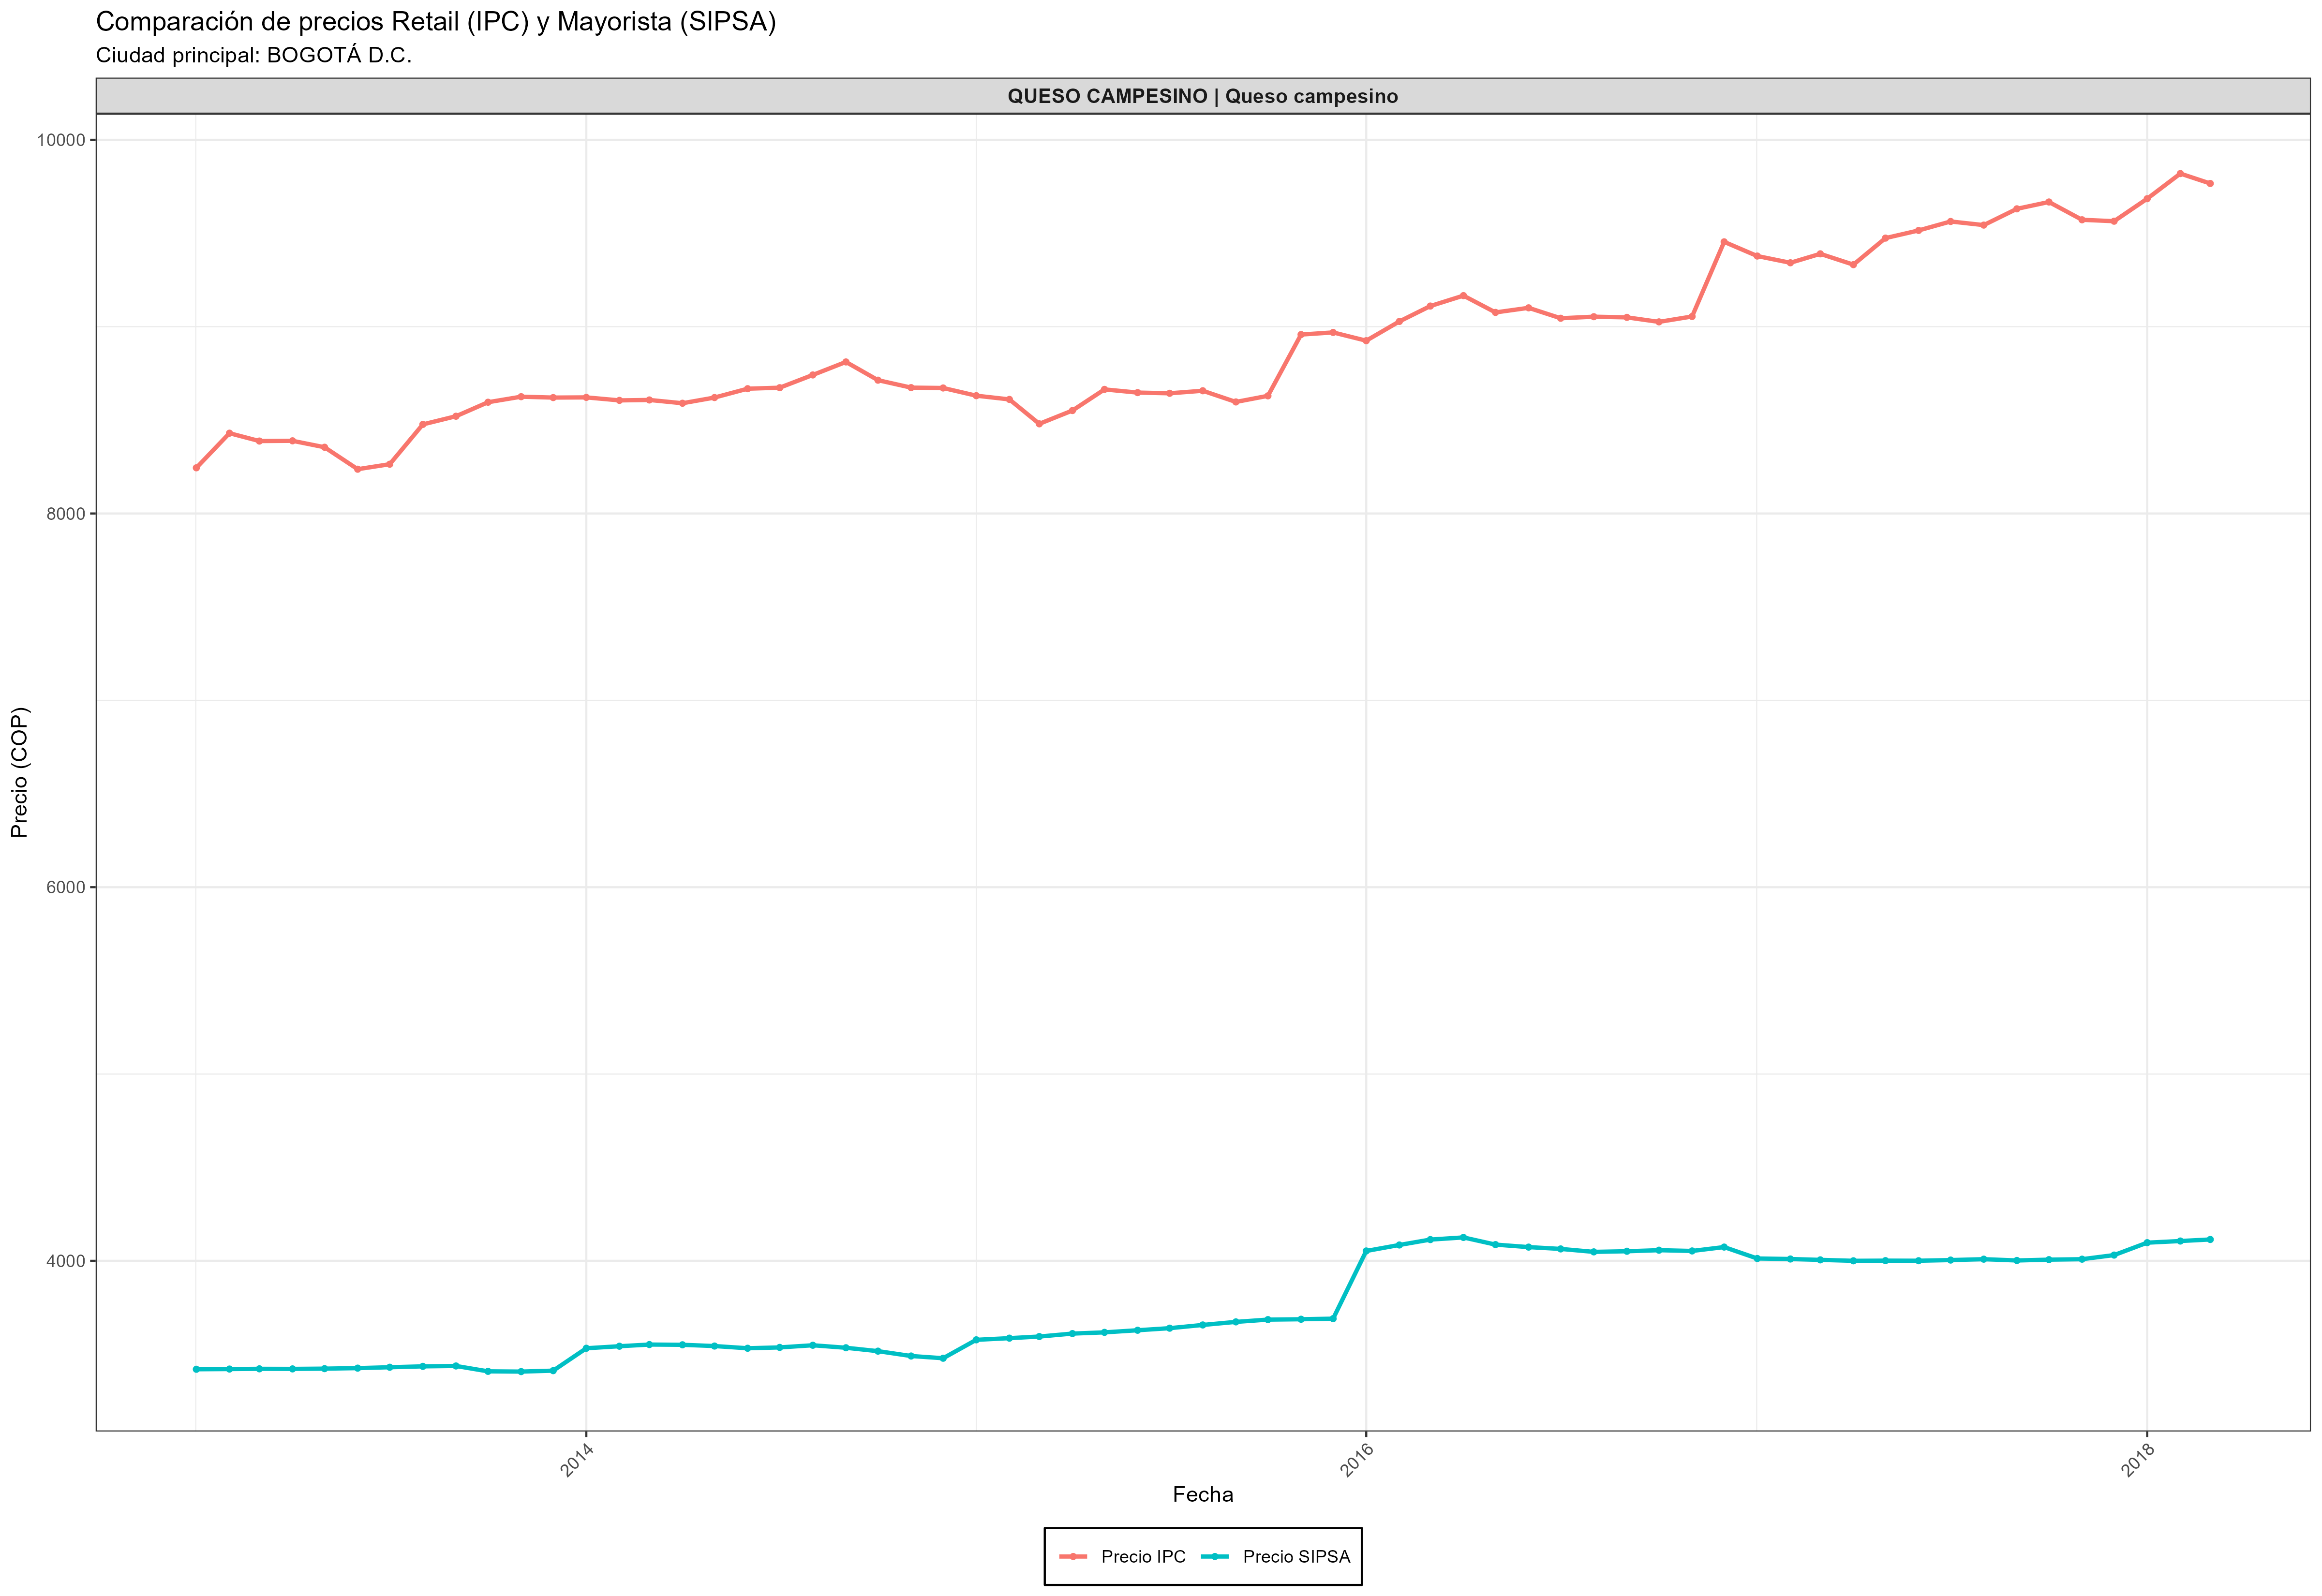 Comparación de precios Retail (IPC) y Mayorista (SIPSA)
Ciudad principal: BOGOTÁ D.C.
QUESO CAMPESINO | Queso campesino
Precio (COP)
10000
8000
6000
4000
2014
2016
2018
Fecha
Precio IPC
Precio SIPSA